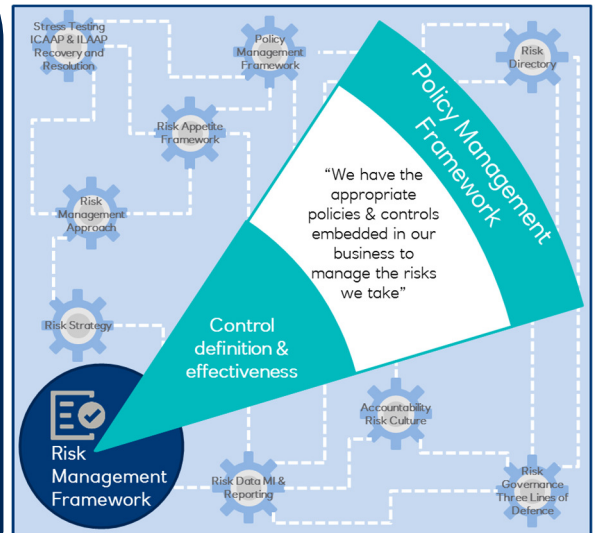 Stress Testing
ICAAP & ILAAP
Recovery and
Resolution
Policy
Management
Framework
Risk
Directory
Risk Appetite
Framework
Risk
Management
Approach
Risk Strategy
Policy Management
Framework
“We have the
appropriate
policies & controls
embedded in our
business to
manage the risks
we take”
Control
definition &
effectiveness
Risk
Management
Framework
Accountability
Risk Culture
Risk Data MI &
Reporting
Risk
Governance
Three Lines of
Defence